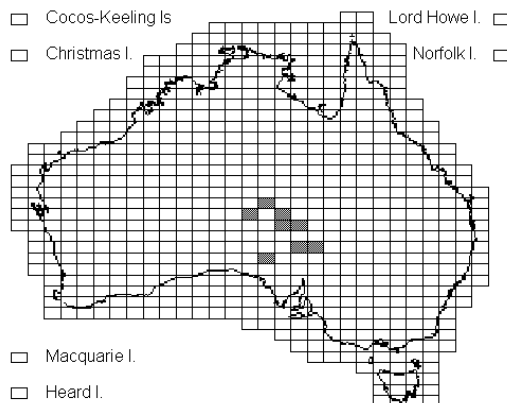 Cocos-Keeling Is
Lord Howe I.
Christmas I.
Norfolk I.
Macquarie I.
Heard I.